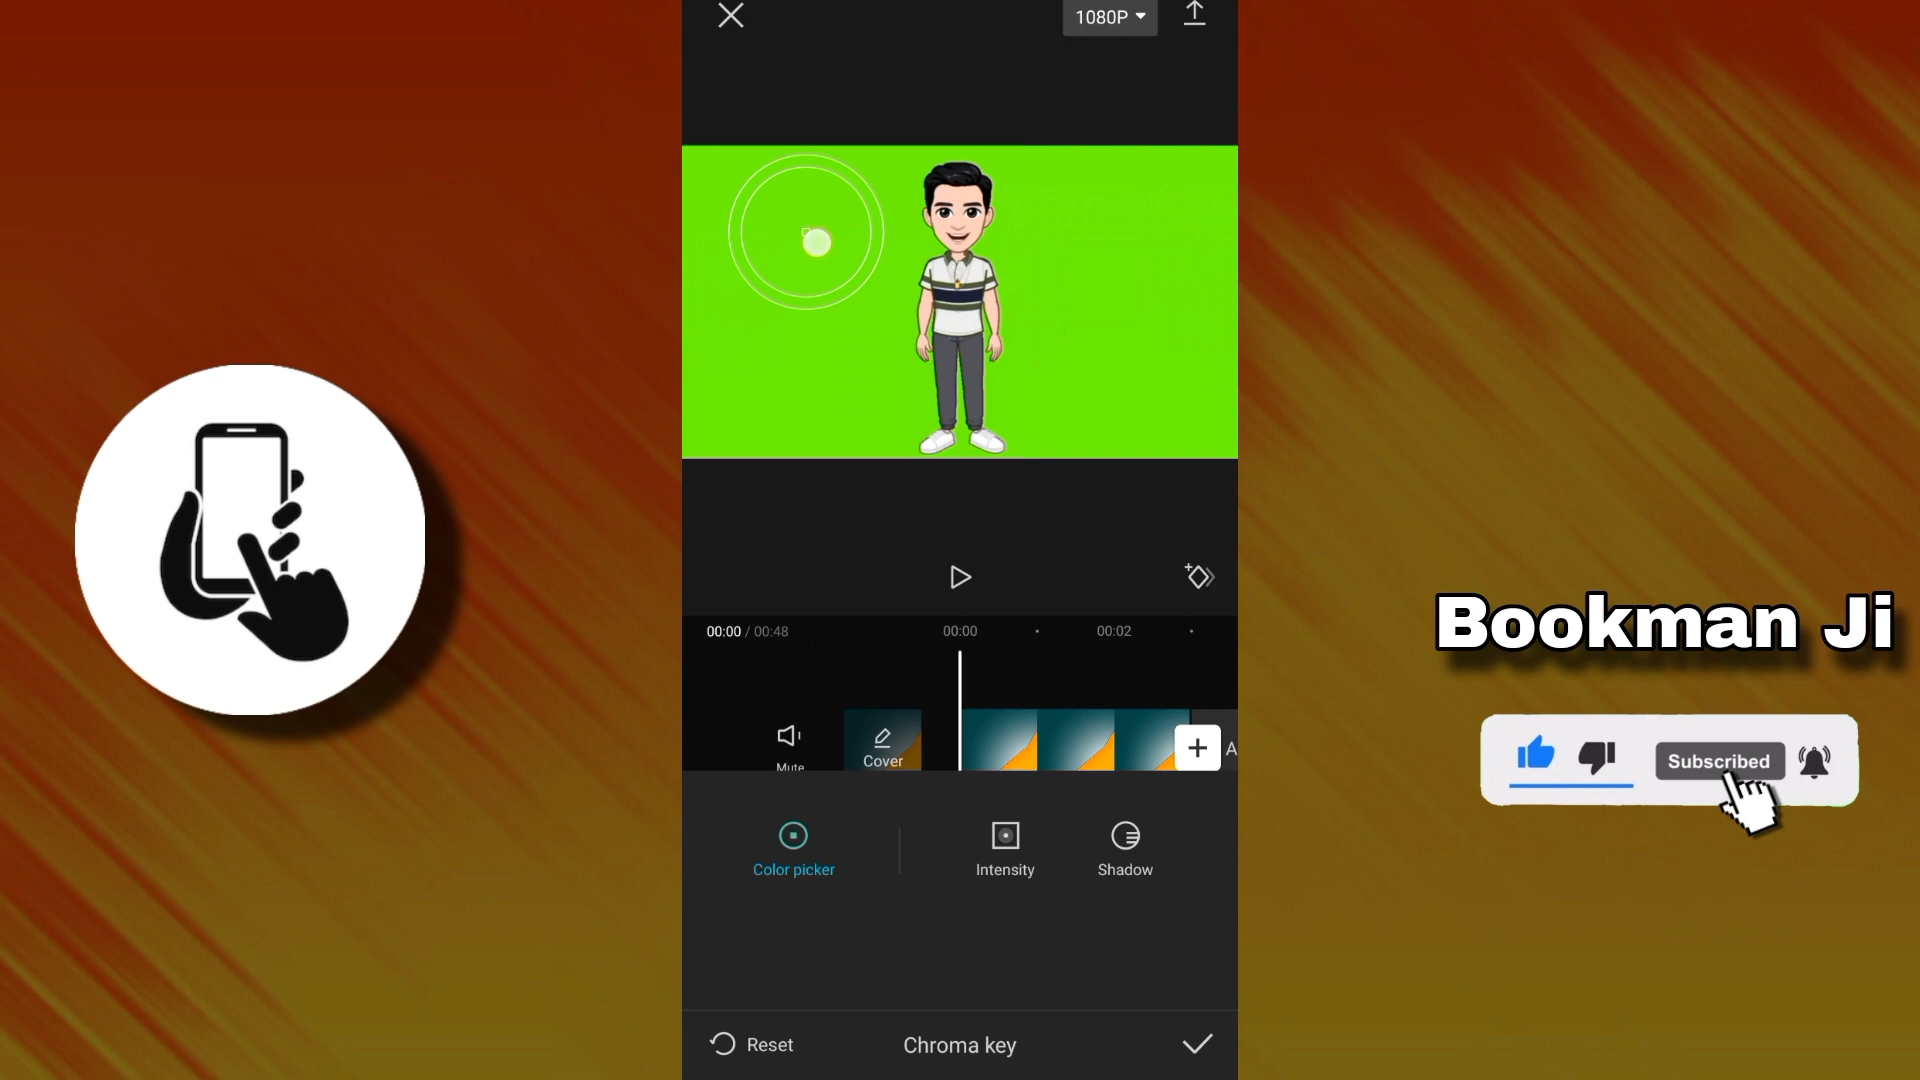 1080P
00:00 / 00:48
00:00
00:02
Mute
Cover
A
Color picker
Intensity
Shadow
Reset
Chroma key
Bookman Ji
Subscribed